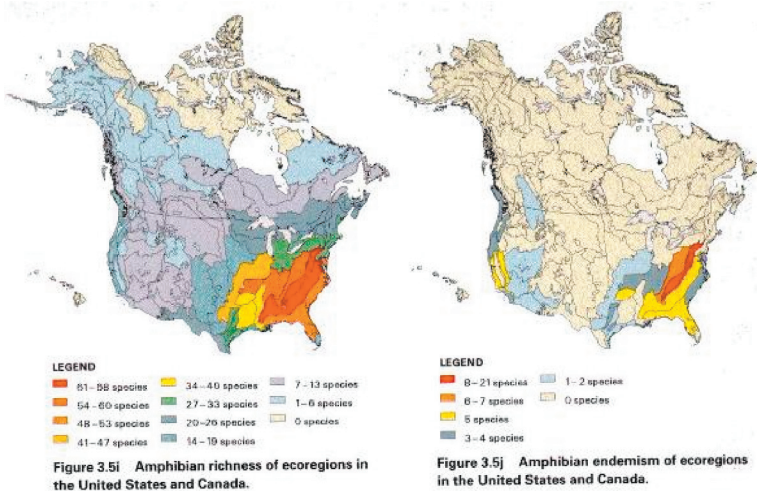 LEGEND
61–68 species
54–60 species
48–53 species
41–47 species
34–40 species
27–33 species
20–26 species
14–19 species
7–13 species
1–6 species
0 species
Figure 3.5i Amphibian richness of ecoregions in
the United States and Canada.
LEGEND
8–21 species
6–7 species
5 species
3–4 species
1–2 species
0 species
Figure 3.5j Amphibian endemism of ecoregions
in the United States and Canada.